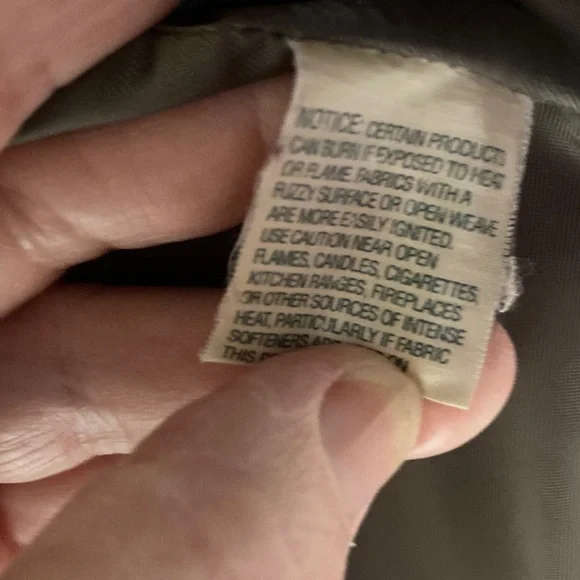 NOTICE: CERTAIN PRODUCTS
CAN BURN IF EXPOSED TO HEAT
OR FLAME. FABRICS WITH A
FUZZY SURFACE OR OPEN WEAVE
ARE MORE EASILY IGNITED.
USE CAUTION NEAR OPEN
FLAMES, CANDLES, CIGARETTES,
KITCHEN RANGES, FIREPLACES
OR OTHER SOURCES OF INTENSE
HEAT, PARTICULARLY IF FABRIC
SOFTENERS ON
THIS